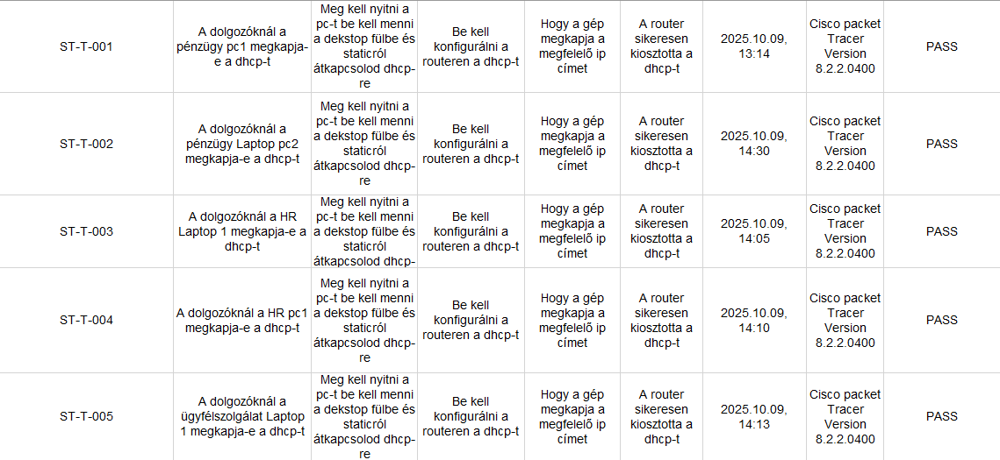 ST-T-001
A dolgozóknál a
pénzügy pc1 megkapja-
e a dhcp-t
Meg kell nyitni a
pc-t be kell menni
a dekstop fülbe és
staticról
átkapcsolod dhcp-
re
Be kell
konfigurálni a
routeren a dhcp-t
Hogy a gép
megkapja a
megfelelő ip
címet
A router
sikeresen
kiosztotta a
dhcp-t
2025.10.09,
13:14
Cisco packet
Tracer
Version
8.2.2.0400
PASS
ST-T-002
A dolgozóknál a
pénzügy Laptop pc2
megkapja-e a dhcp-t
Meg kell nyitni a
pc-t be kell menni
a dekstop fülbe és
staticról
átkapcsolod dhcp-
re
Be kell
konfigurálni a
routeren a dhcp-t
Hogy a gép
megkapja a
megfelelő ip
címet
A router
sikeresen
kiosztotta a
dhcp-t
2025.10.09,
14:30
Cisco packet
Tracer
Version
8.2.2.0400
PASS
ST-T-003
A dolgozóknál a HR
Laptop 1 megkapja-e a
dhcp-t
Meg kell nyitni a
pc-t be kell menni
a dekstop fülbe és
staticról
átkapcsolod dhcp-
Be kell
konfigurálni a
routeren a dhcp-t
Hogy a gép
megkapja a
megfelelő ip
címet
A router
sikeresen
kiosztotta a
dhcp-t
2025.10.09,
14:05
Cisco packet
Tracer
Version
8.2.2.0400
PASS
ST-T-004
A dolgozóknál a HR pc1
megkapja-e a dhcp-t
Meg kell nyitni a
pc-t be kell menni
a dekstop fülbe és
staticról
átkapcsolod dhcp-
re
Be kell
konfigurálni a
routeren a dhcp-t
Hogy a gép
megkapja a
megfelelő ip
címet
A router
sikeresen
kiosztotta a
dhcp-t
2025.10.09,
14:10
Cisco packet
Tracer
Version
8.2.2.0400
PASS
ST-T-005
A dolgozóknál a
ügyfélszolgálat Laptop
1 megkapja-e a dhcp-t
Meg kell nyitni a
pc-t be kell menni
a dekstop fülbe és
staticról
átkapcsolod dhcp-
re
Be kell
konfigurálni a
routeren a dhcp-t
Hogy a gép
megkapja a
megfelelő ip
címet
A router
sikeresen
kiosztotta a
dhcp-t
2025.10.09,
14:13
Cisco packet
Tracer
Version
8.2.2.0400
PASS